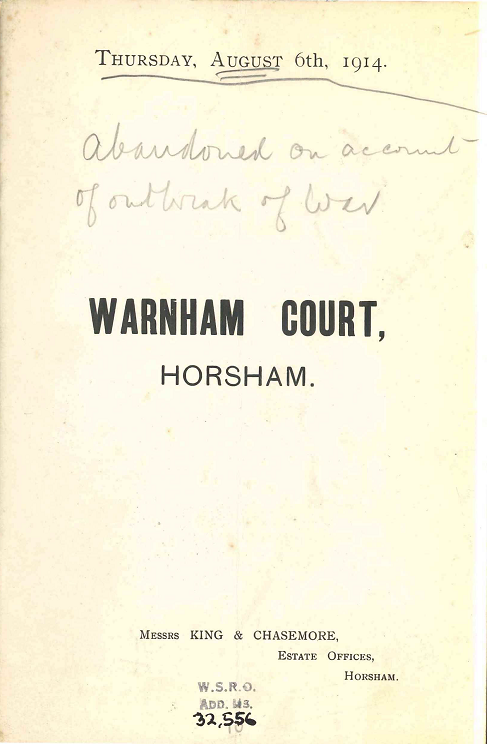 THURSDAY, AUGUST 6th, 1914.
Abandoned on account
of outbreak of War
WARNHAM COURT,
HORSHAM.
MESSRS KING & CHASEMORE,
ESTATE OFFICES,
HORSHAM.
W.S.R.O.
ADD. MS.
32,556